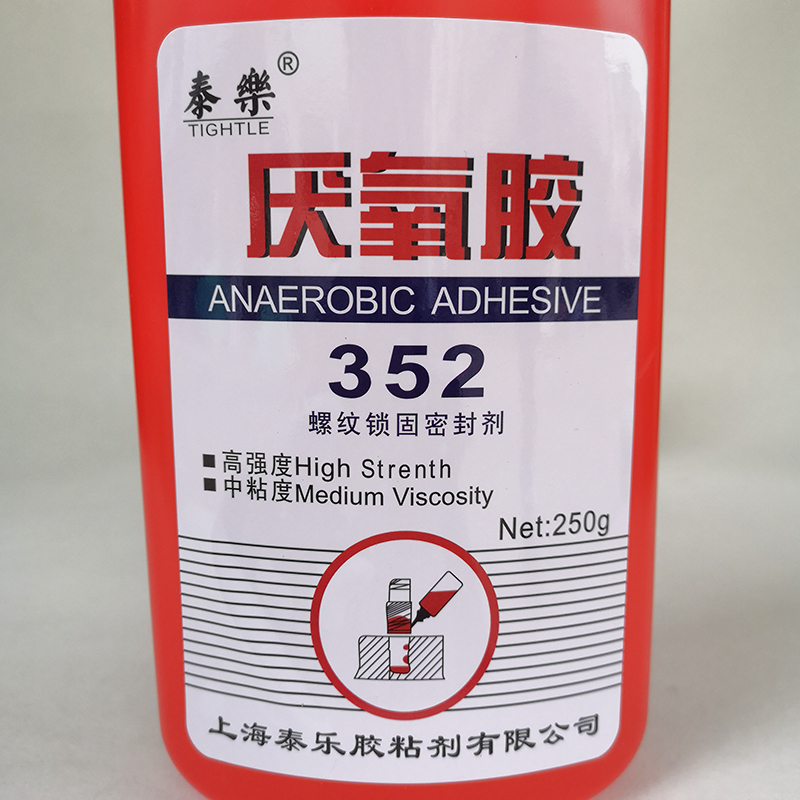 泰樂®
TIGHTLE
厌氧胶
ANAEROBIC ADHESIVE
352
螺纹锁固密封剂
■高强度High Strenth
■中粘度Medium Viscosity
Net:250g
上海泰乐胶粘剂有限公司